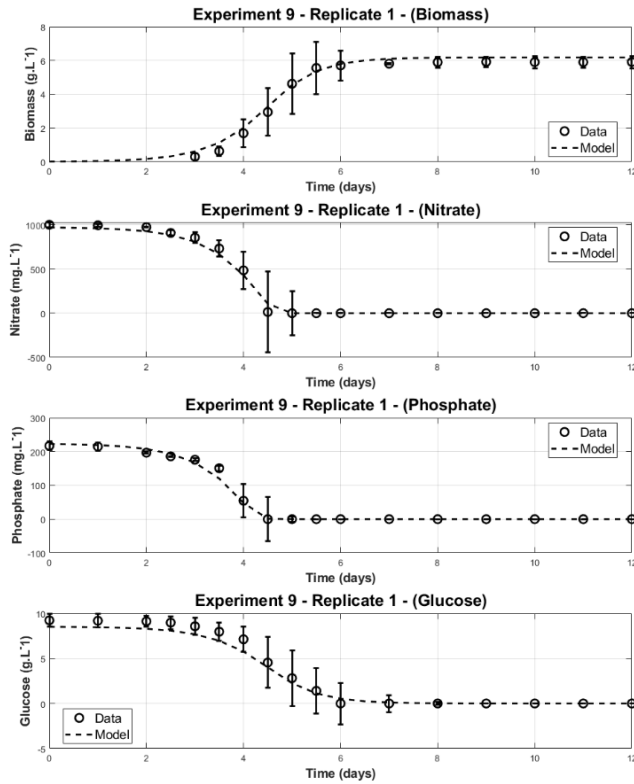 Experiment 9 - Replicate 1 - (Biomass)
8
6
4
2
0
Biomass (g.L⁻1)
Data
Model
0 2 4 6 8 10 12
Time (days)
Experiment 9 - Replicate 1 - (Nitrate)
1000
500
0
-500
Nitrate (mg.L⁻1)
Data
Model
0 2 4 6 8 10 12
Time (days)
Experiment 9 - Replicate 1 - (Phosphate)
300
200
100
0
-100
Phosphate (mg.L⁻1)
Data
Model
0 2 4 6 8 10 12
Time (days)
Experiment 9 - Replicate 1 - (Glucose)
10
5
0
-5
Glucose (g.L⁻1)
Data
Model
0 2 4 6 8 10 12
Time (days)